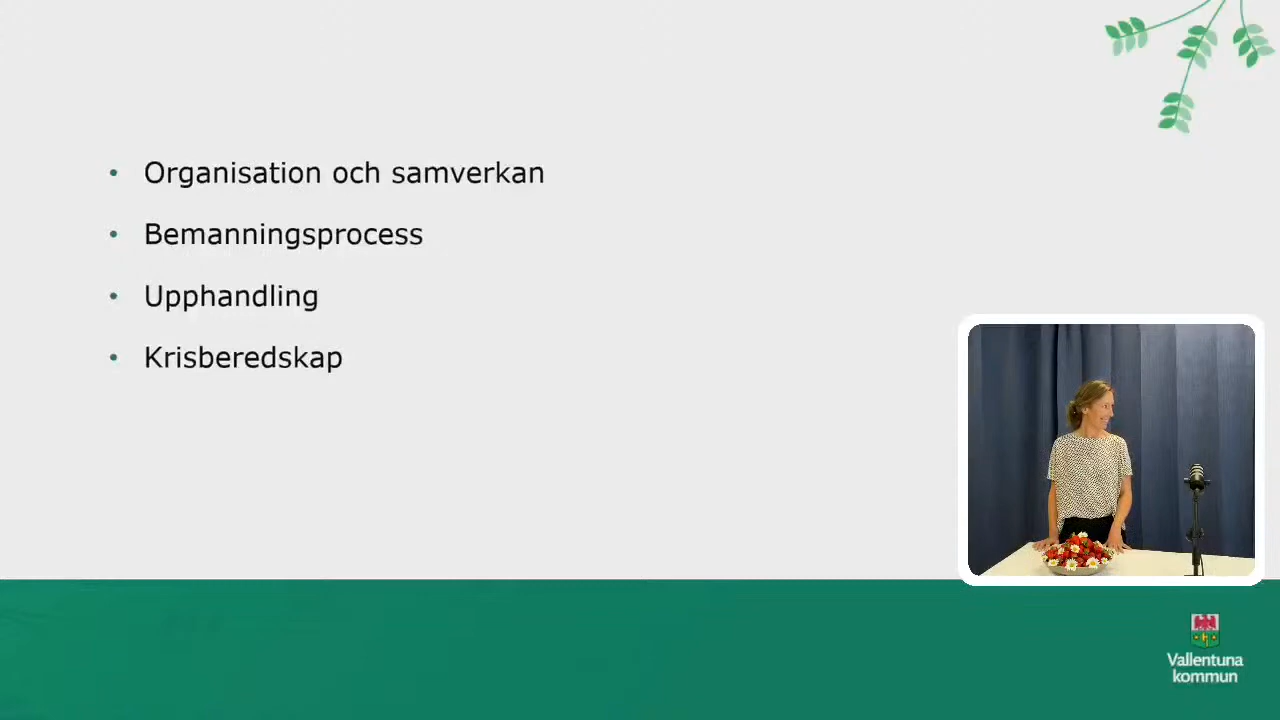 Organisation och samverkan
Bemanningsprocess
Upphandling
Krisberedskap
Vallentuna
kommun